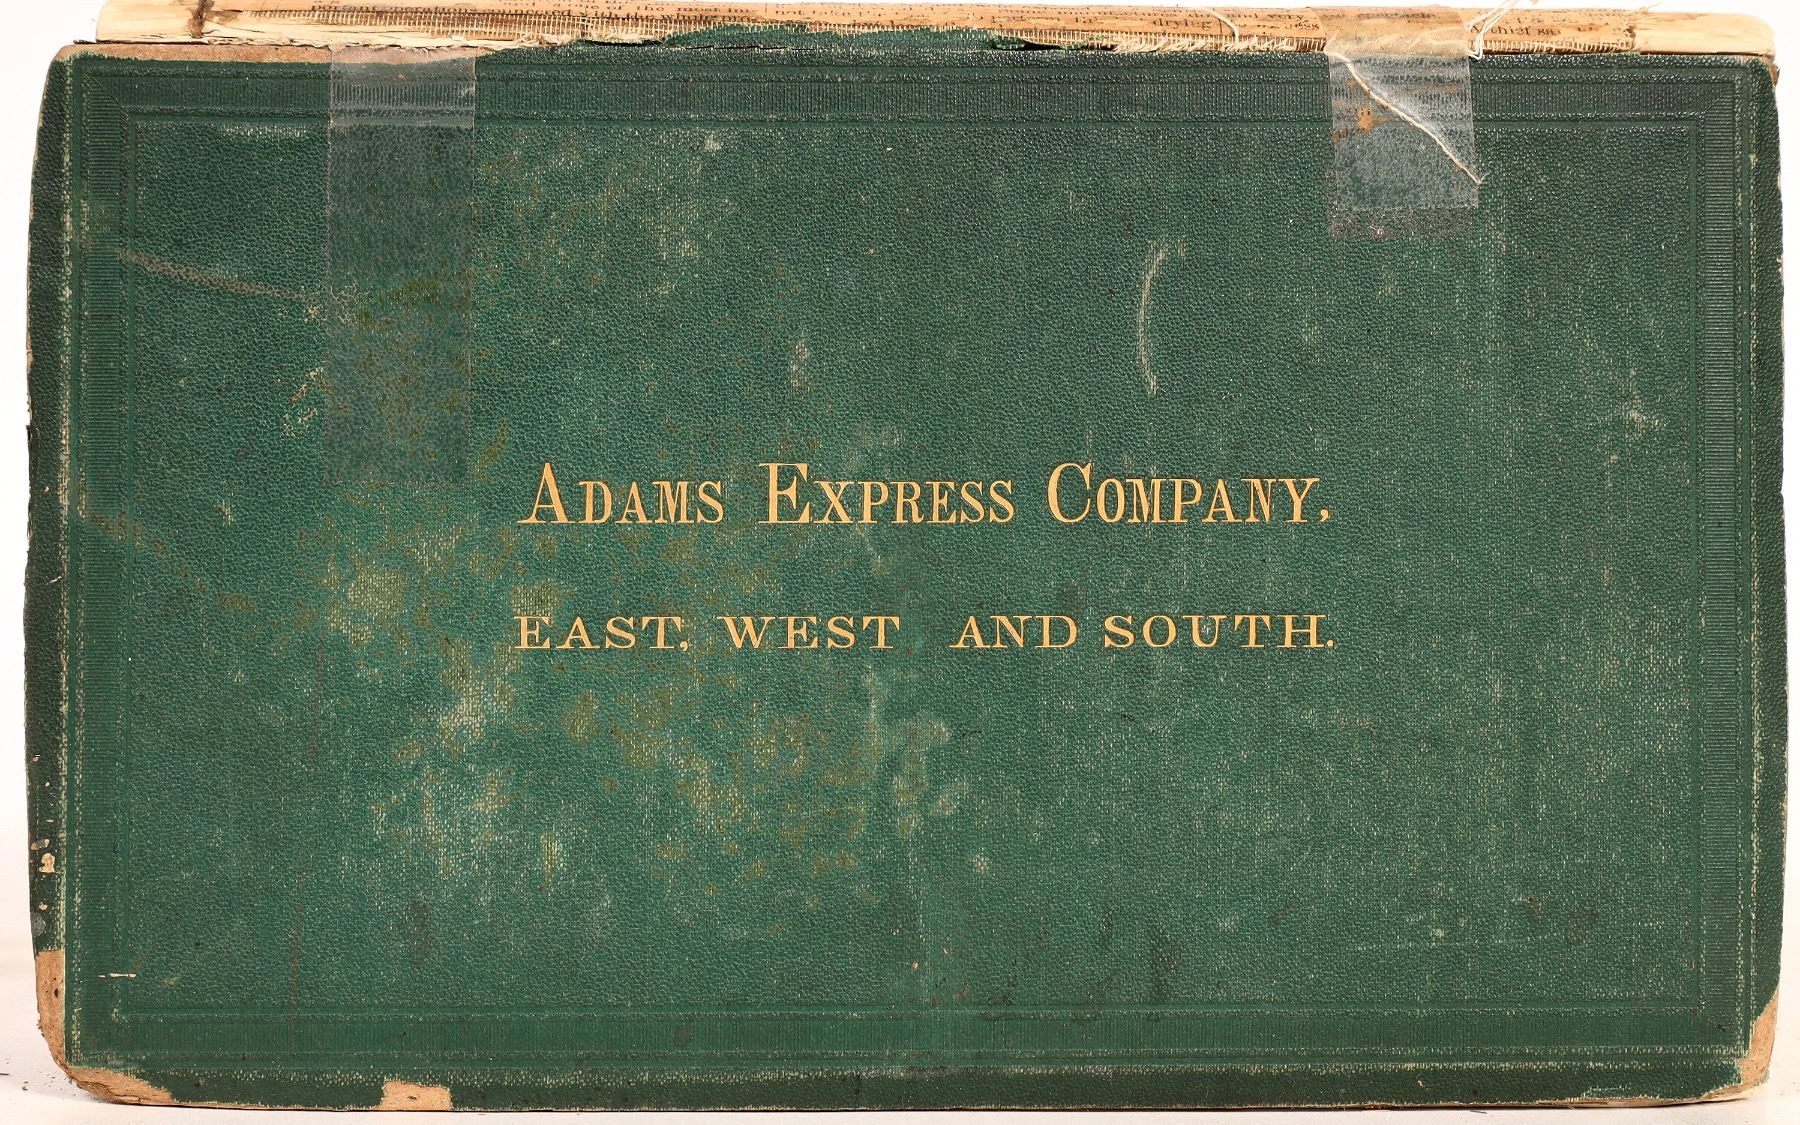 ADAMS EXPRESS COMPANY,
EAST, WEST AND SOUTH.